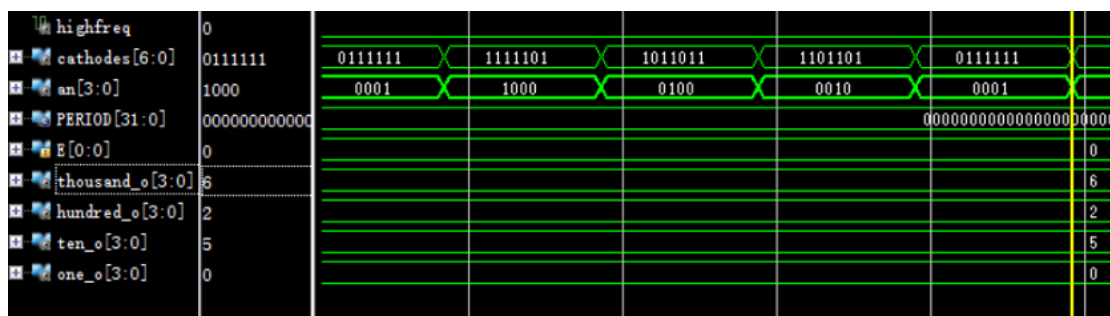 highfreq 0
cathodes[6:0] 0111111 0111111 1111101 1011011 1101101 0111111
an[3:0] 1000 0001 1000 0100 0010 0001
PERIOD[31:0] 000000000000
E[0:0] 0 0
thousand_o[3:0] 6 6
hundred_o[3:0] 2 2
ten_o[3:0] 5 5
one_o[3:0] 0 0